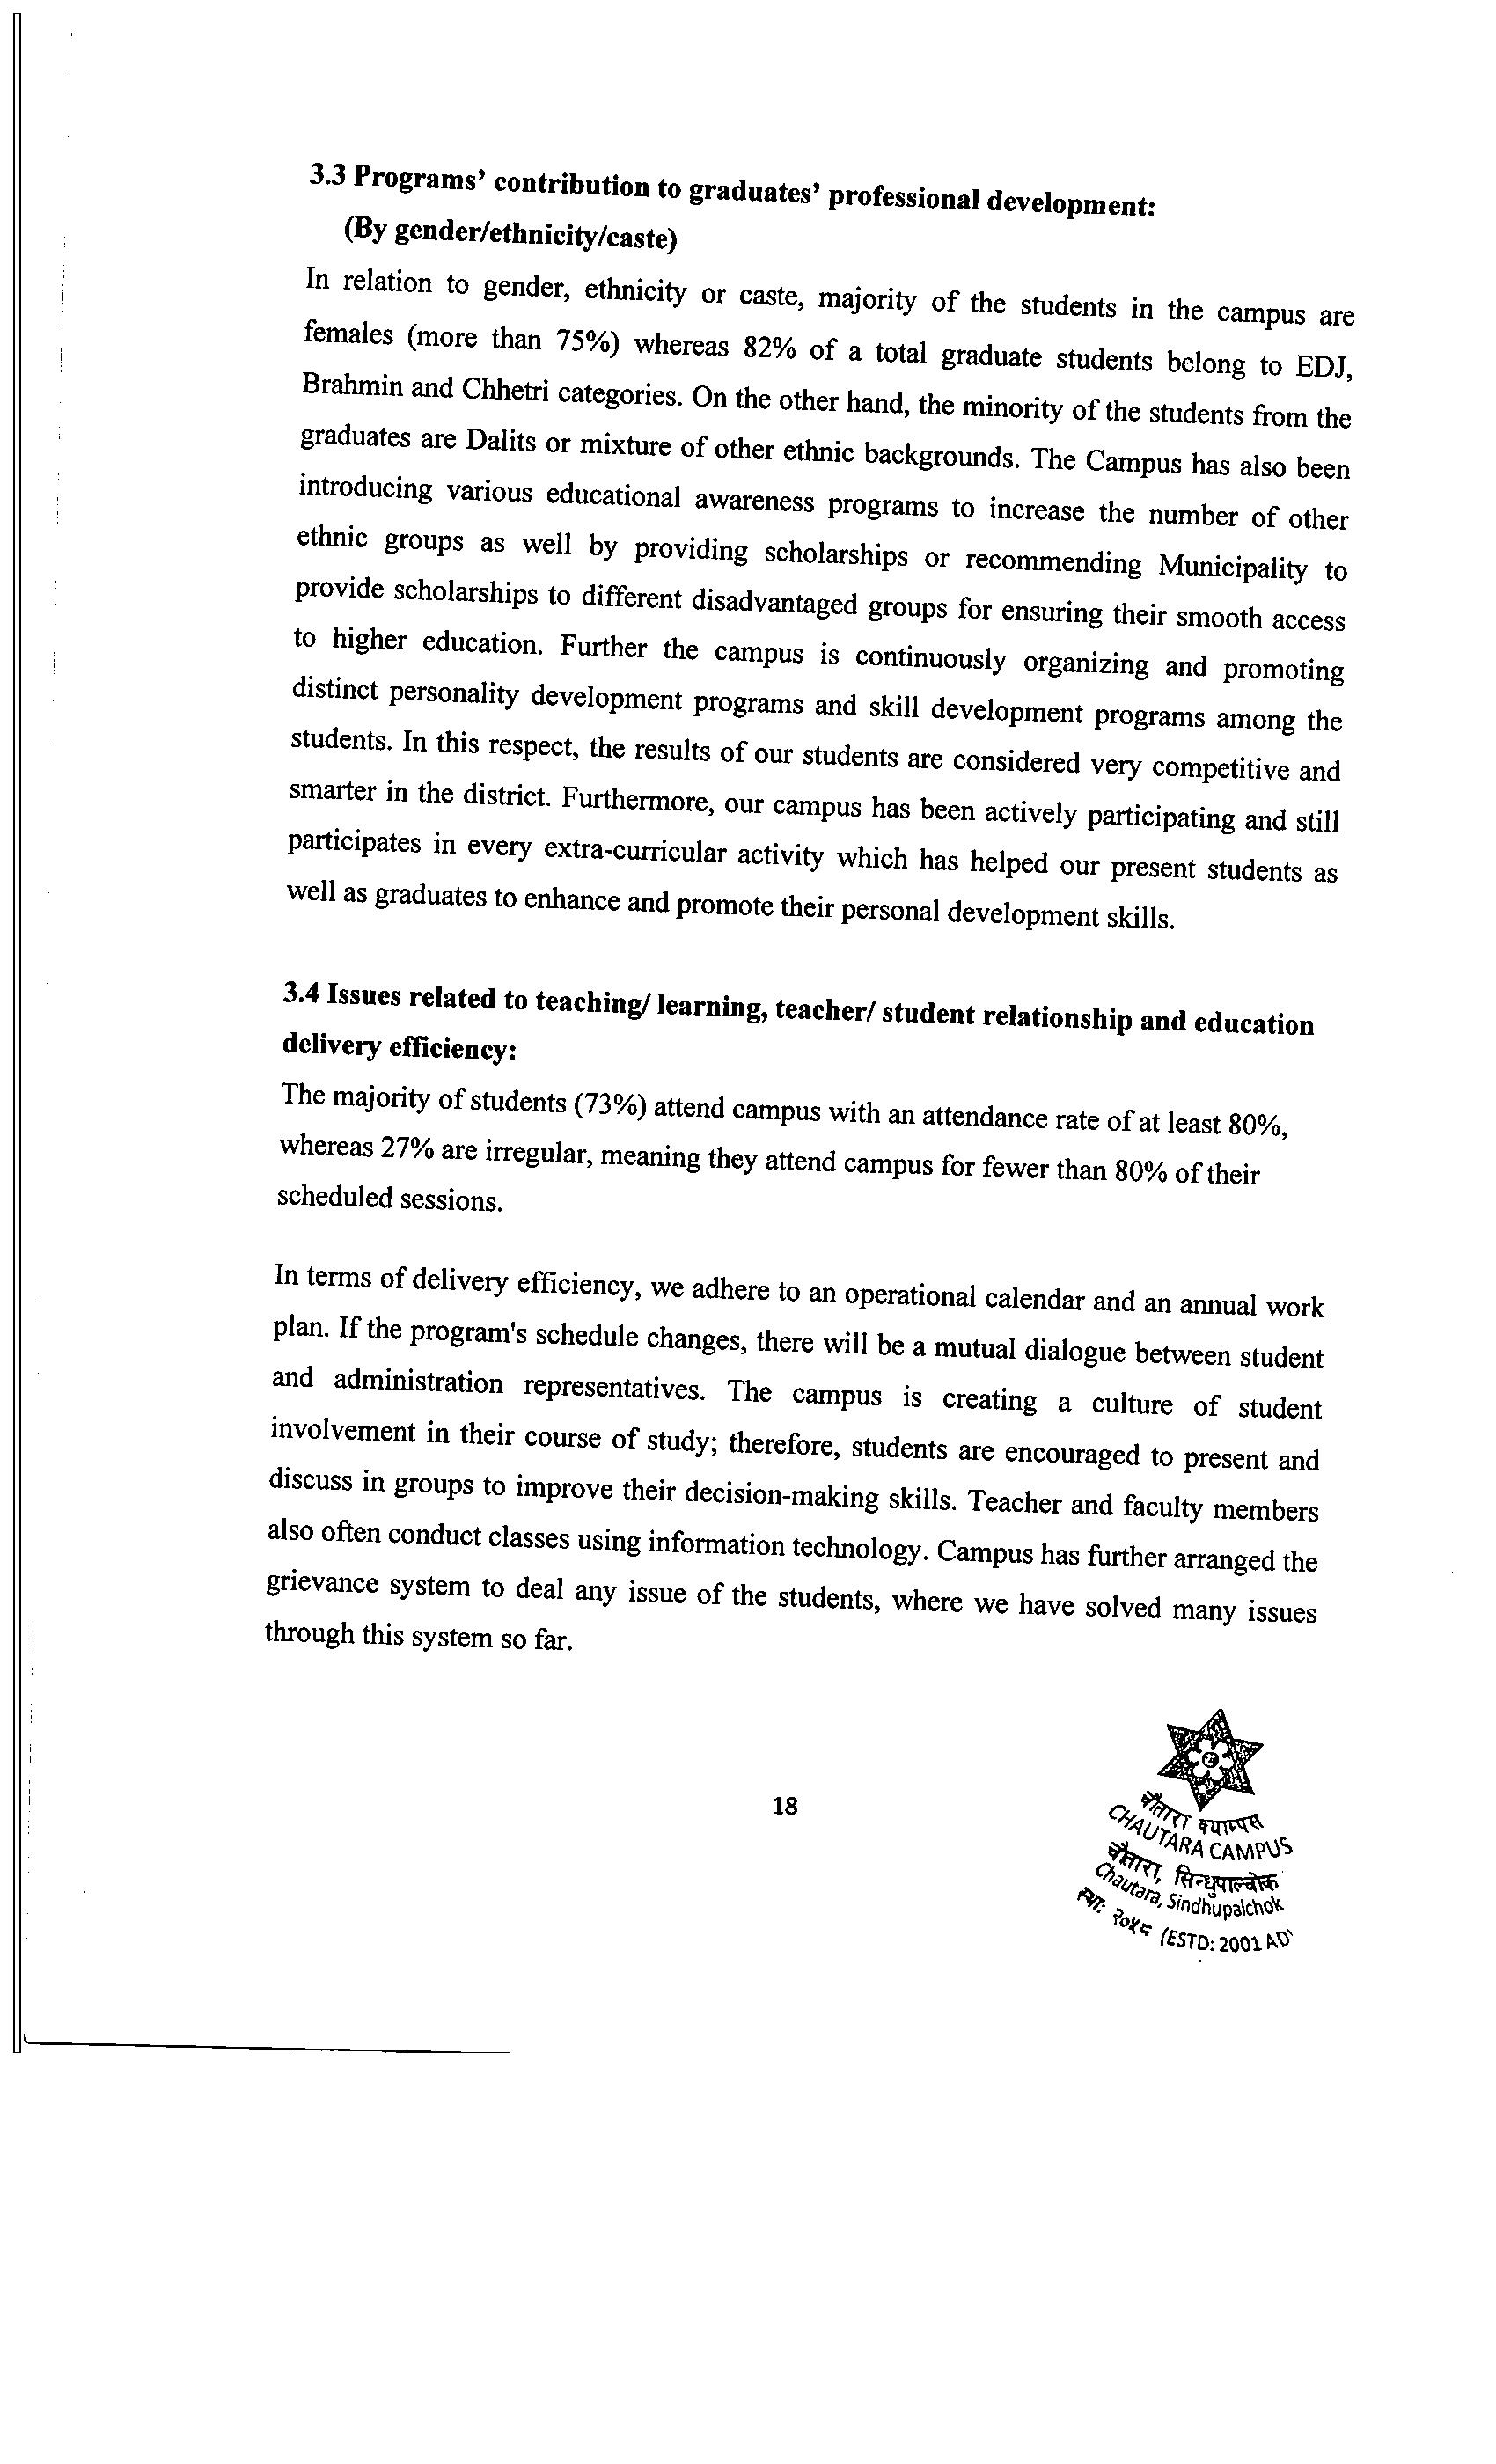 3.3 Programs’ contribution to graduates’ professional development:
(By gender/ethnicity/caste)
In relation to gender, ethnicity or caste, majority of the students in the campus are
females (more than 75%) whereas 82% of a total graduate students belong to EDJ,
Brahmin and Chhetri categories. On the other hand, the minority of the students from the
graduates are Dalits or mixture of other ethnic backgrounds. The Campus has also been
introducing various educational awareness programs to increase the number of other
ethnic groups as well by providing scholarships or recommending Municipality to
provide scholarships to different disadvantaged groups for ensuring their smooth access
to higher education. Further the campus is continuously organizing and promoting
distinct personality development programs and skill development programs among the
students. In this respect, the results of our students are considered very competitive and
smarter in the district. Furthermore, our campus has been actively participating and still
participates in every extra-curricular activity which has helped our present students as
well as graduates to enhance and promote their personal development skills.
3.4 Issues related to teaching/ learning, teacher/ student relationship and education
delivery efficiency:
The majority of students (73%) attend campus with an attendance rate of at least 80%,
whereas 27% are irregular, meaning they attend campus for fewer than 80% of their
scheduled sessions.
In terms of delivery efficiency, we adhere to an operational calendar and an annual work
plan. If the program's schedule changes, there will be a mutual dialogue between student
and administration representatives. The campus is creating a culture of student
involvement in their course of study; therefore, students are encouraged to present and
discuss in groups to improve their decision-making skills. Teacher and faculty members
also often conduct classes using information technology. Campus has further arranged the
grievance system to deal any issue of the students, where we have solved many issues
through this system so far.
18
चौतारा क्याम्पस
CHAUTARA CAMPUS
चौतारा, सिन्धुपाल्चोक
Chautara, Sindhupalchok
स्था: २०५८ (ESTD: 2001 AD)